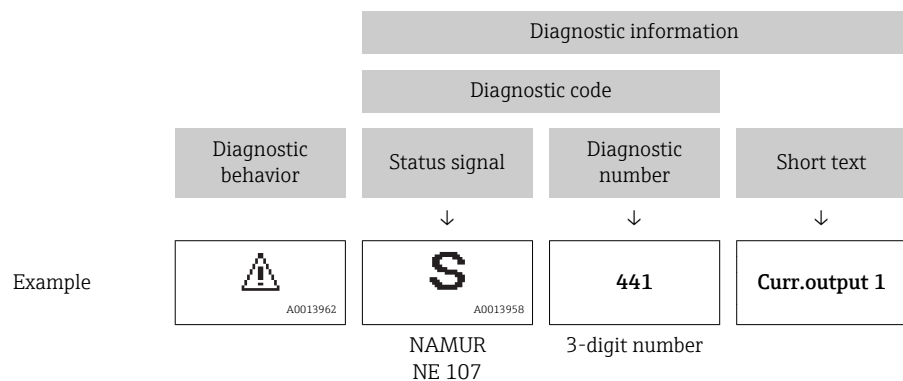 Diagnostic information
Diagnostic code
Diagnostic
behavior
Status signal
Diagnostic
number
Short text
↓
↓
↓
Example
A0013962
S
A0013958
441
Curr.output 1
NAMUR
NE 107
3-digit number